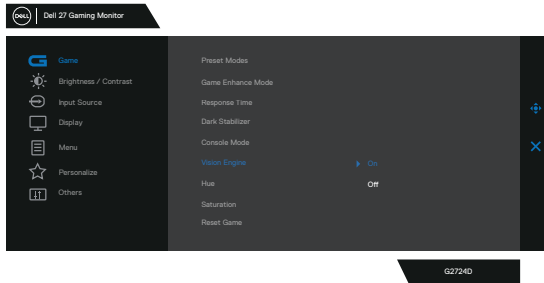 DELL
Dell 27 Gaming Monitor
Game
Brightness / Contrast
Input Source
Display
Menu
Personalize
Others
Preset Modes
Game Enhance Mode
Response Time
Dark Stabilizer
Console Mode
Vision Engine
On
Hue
Off
Saturation
Reset Game
G2724D